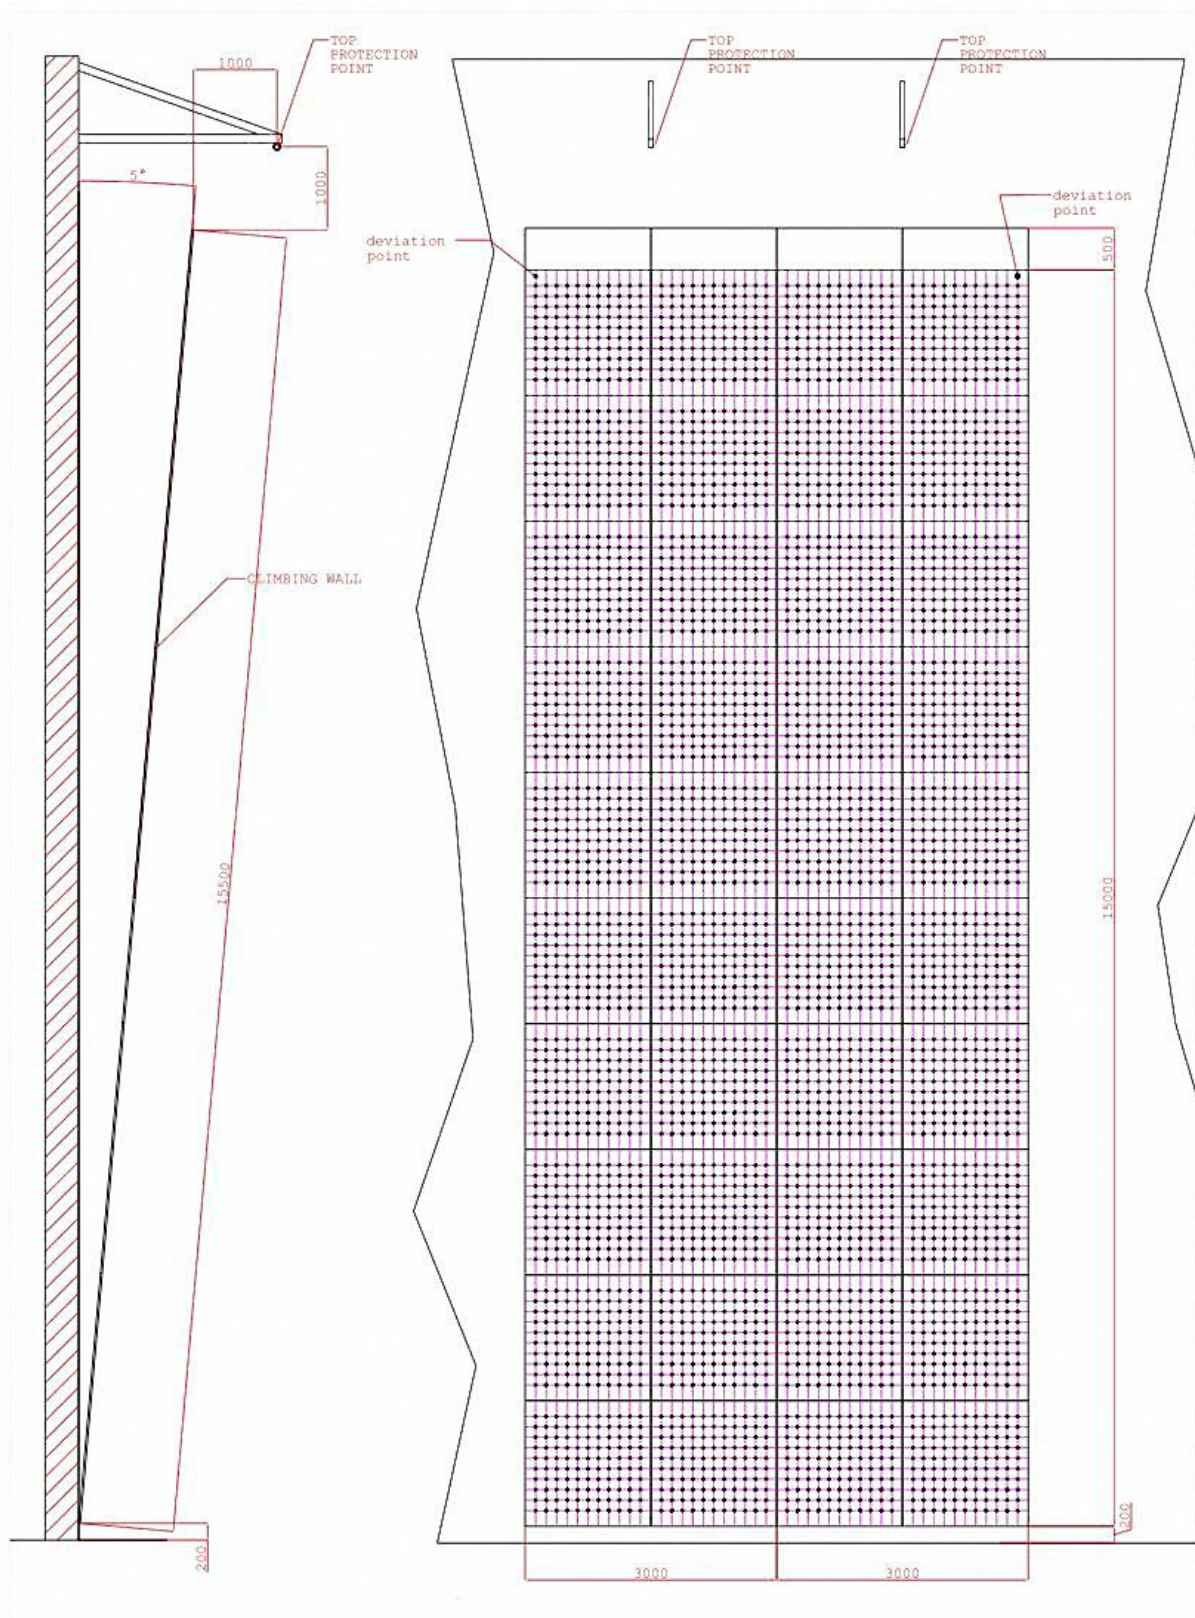 TOP
PROTECTION
POINT
1000
1000
5°
CLIMBING WALL
15500
200
TOP
PROTECTION
POINT
TOP
PROTECTION
POINT
deviation
point
deviation
point
500
15000
200
3000
3000